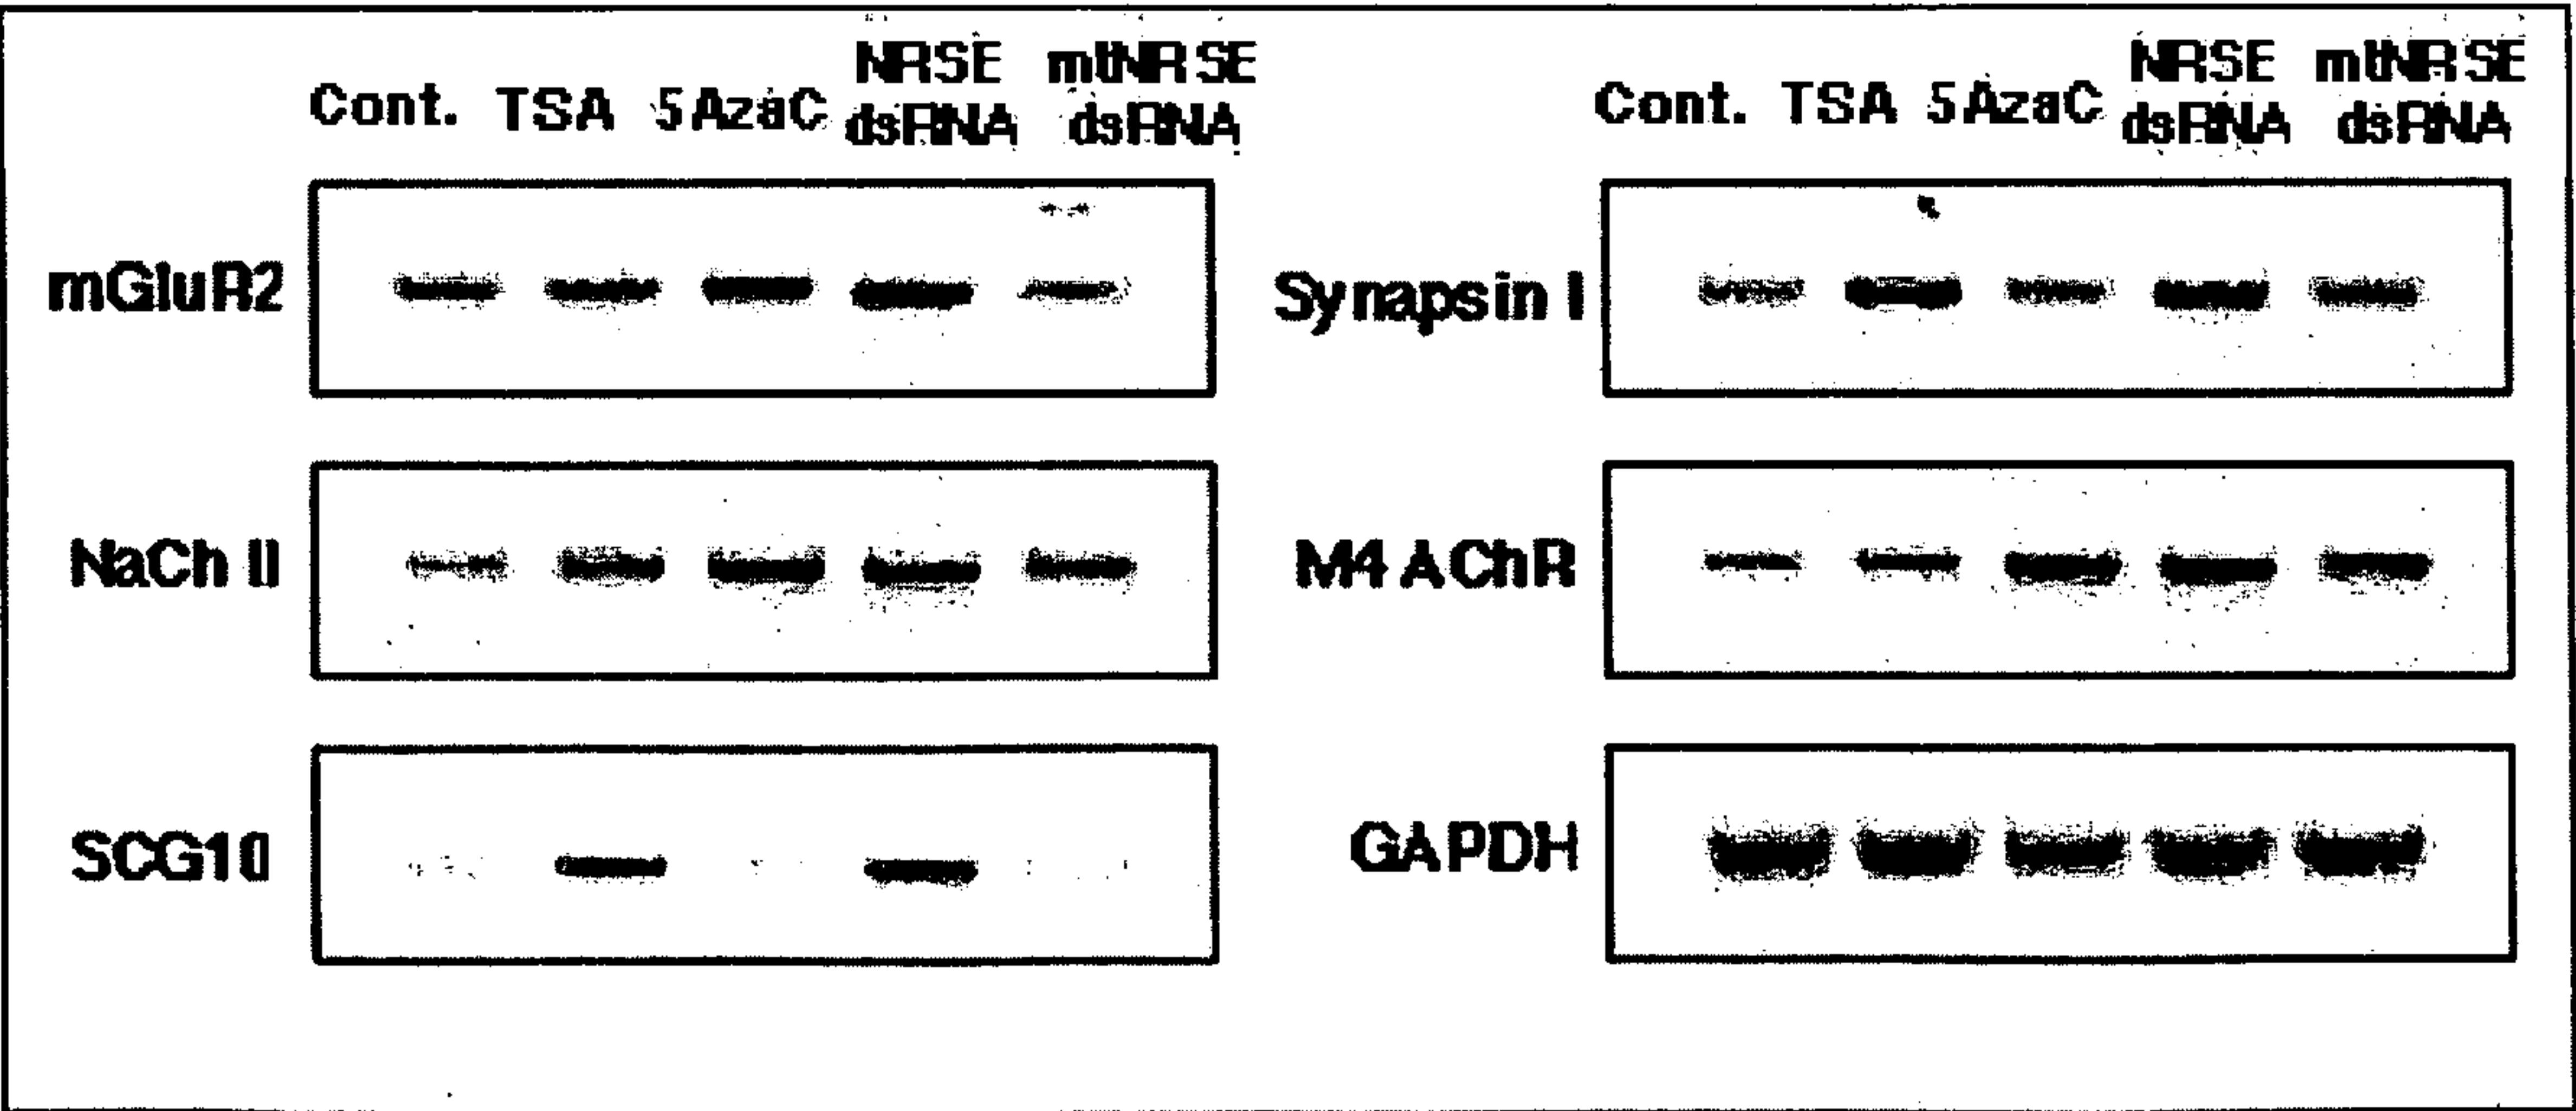 NRSE mtNRSE NRSE mtNRSE
Cont. TSA 5AzaC dsRNA dsRNA Cont. TSA 5AzaC dsRNA dsRNA
mGluR2 Synapsin I
NaCh II M4 AChR
SCG10 GAPDH